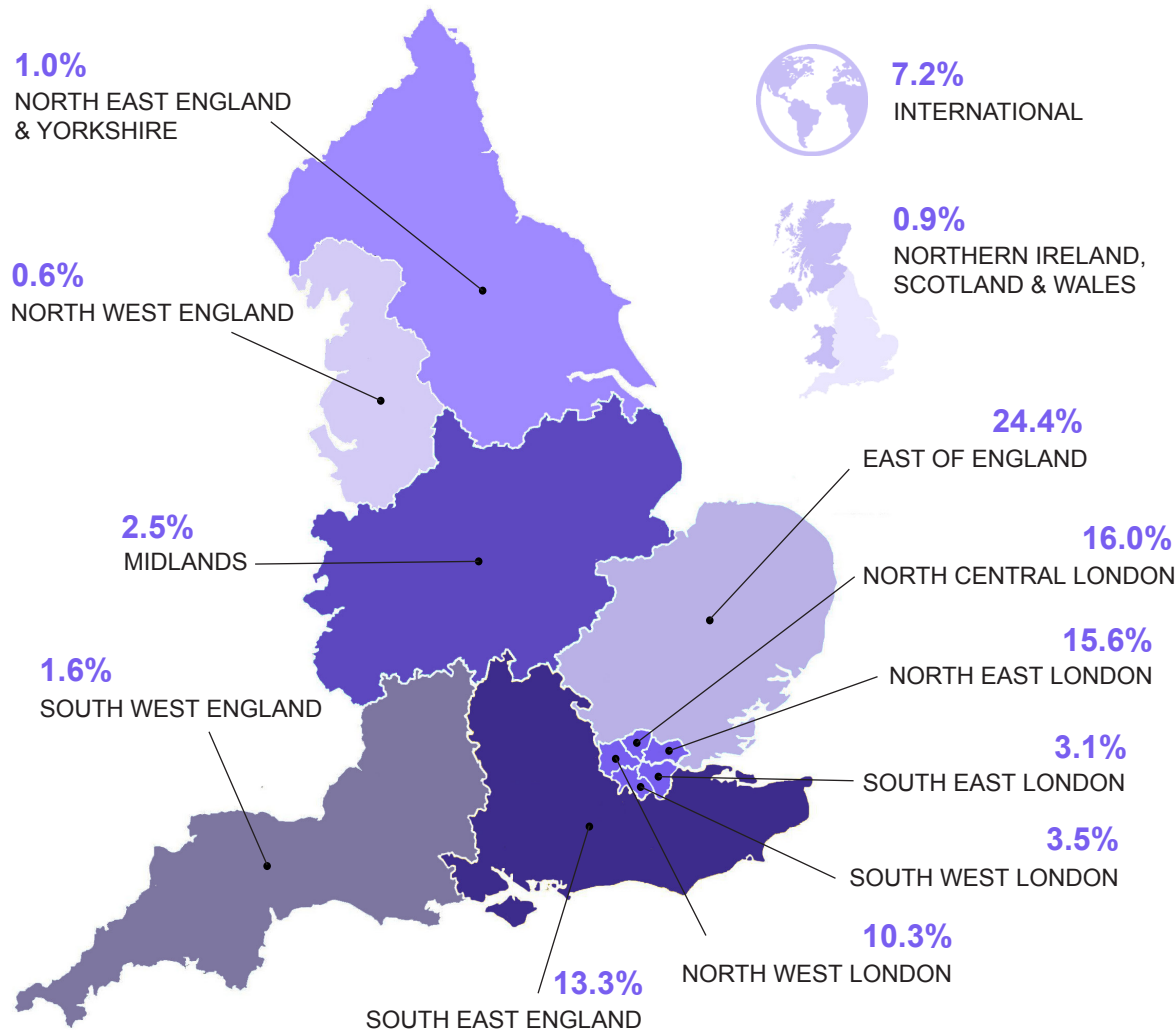 1.0%
NORTH EAST ENGLAND
& YORKSHIRE
7.2%
INTERNATIONAL
0.9%
NORTHERN IRELAND,
SCOTLAND & WALES
0.6%
NORTH WEST ENGLAND
24.4%
EAST OF ENGLAND
2.5%
MIDLANDS
16.0%
NORTH CENTRAL LONDON
15.6%
NORTH EAST LONDON
1.6%
SOUTH WEST ENGLAND
3.1%
SOUTH EAST LONDON
3.5%
SOUTH WEST LONDON
10.3%
NORTH WEST LONDON
13.3%
SOUTH EAST ENGLAND